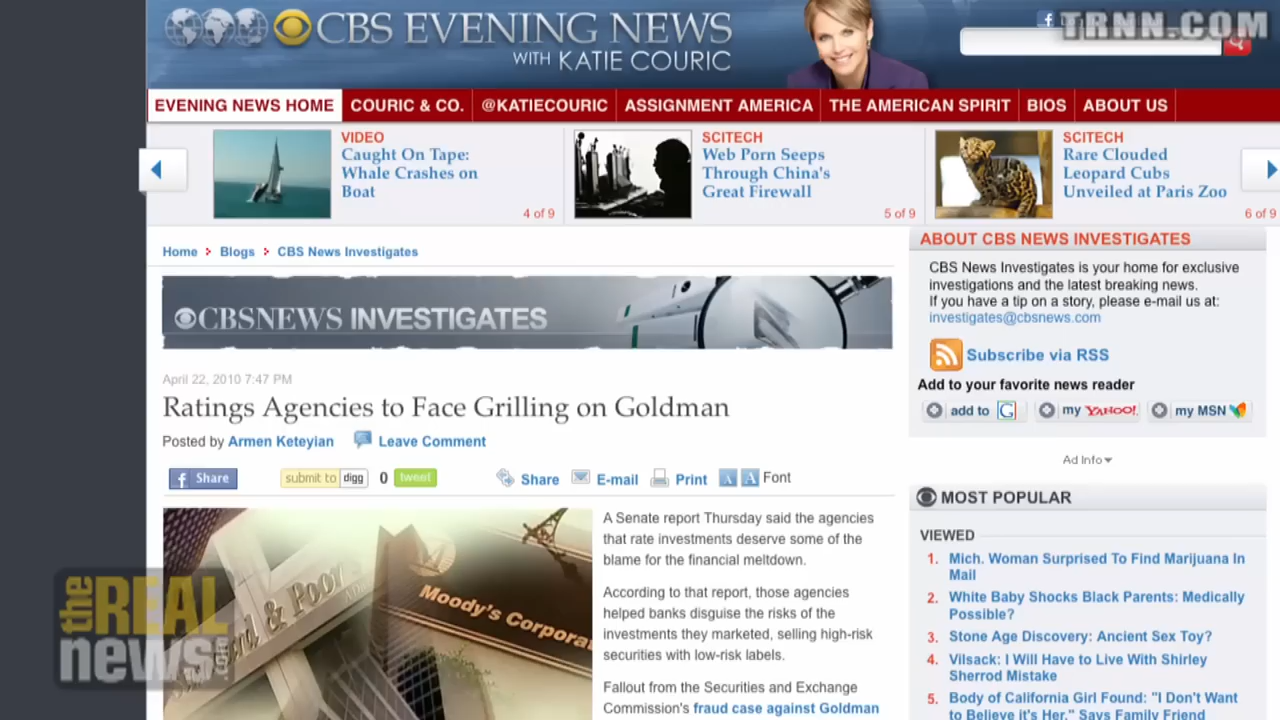 CBS EVENING NEWS
WITH KATIE COURIC
TRNN.COM
EVENING NEWS HOME
COURIC & CO.
@KATIECOURIC
ASSIGNMENT AMERICA
THE AMERICAN SPIRIT
BIOS
ABOUT US
VIDEO
Caught On Tape:
Whale Crashes on
Boat
4 of 9
SCITECH
Web Porn Seeps
Through China's
Great Firewall
5 of 9
SCITECH
Rare Clouded
Leopard Cubs
Unveiled at Paris Zoo
6 of 9
Home
Blogs
CBS News Investigates
CBSNEWS INVESTIGATES
April 22, 2010 7:47 PM
Ratings Agencies to Face Grilling on Goldman
Posted by Armen Keteyian Leave Comment
Share
submit to digg
0 tweet
Share
E-mail
Print
A A Font
Moody's Corpora
& Poor
A Senate report Thursday said the agencies
that rate investments deserve some of the
blame for the financial meltdown.
According to that report, those agencies
helped banks disguise the risks of the
investments they marketed, selling high-risk
securities with low-risk labels.
Fallout from the Securities and Exchange
Commission's fraud case against Goldman
ABOUT CBS NEWS INVESTIGATES
CBS News Investigates is your home for exclusive
investigations and the latest breaking news.
If you have a tip on a story, please e-mail us at:
investigates@cbsnews.com
Subscribe via RSS
Add to your favorite news reader
add to G
my YAHOO!
my MSN
Ad Info
MOST POPULAR
VIEWED
1. Mich. Woman Surprised To Find Marijuana In
Mail
2. White Baby Shocks Black Parents: Medically
Possible?
3. Stone Age Discovery: Ancient Sex Toy?
4. Vilsack: I Will Have to Live With Shirley
Sherrod Mistake
5. Body of California Girl Found: "I Don't Want
to Believe it's Her," Says Family Friend
the REAL
news.com